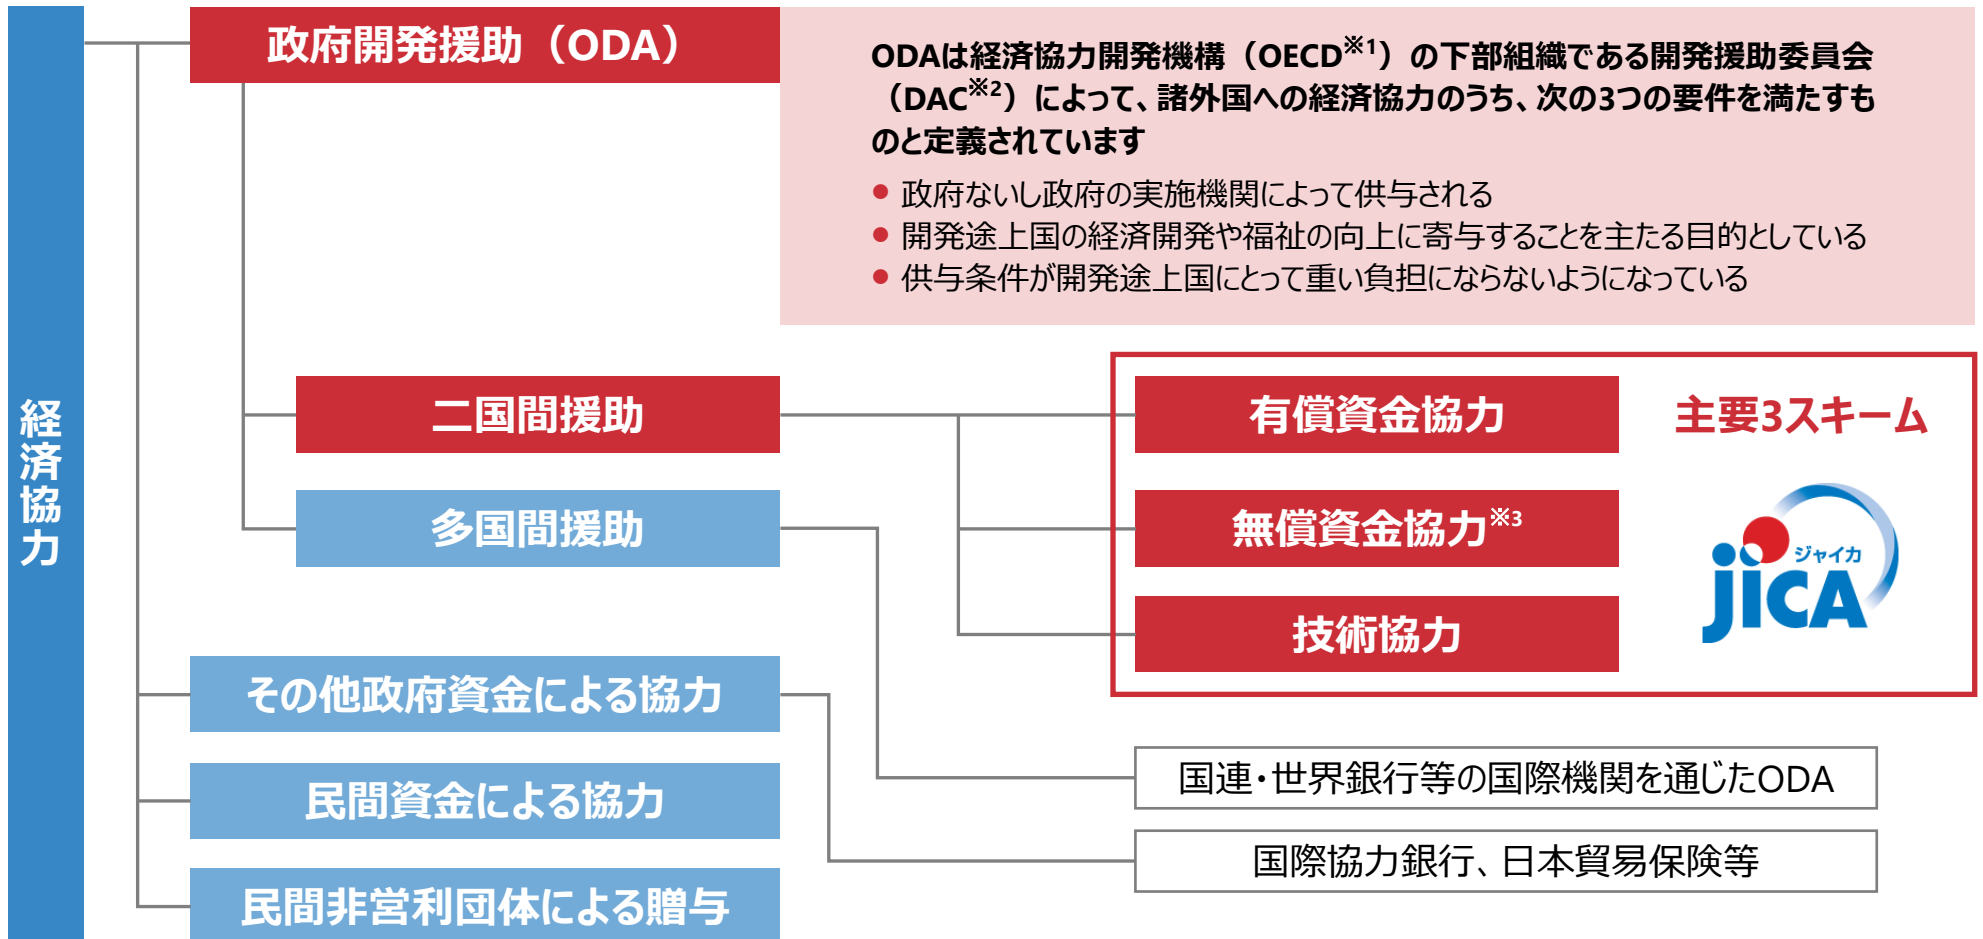 経済協力
政府開発援助（ODA）
ODAは経済協力開発機構（OECD※1）の下部組織である開発援助委員会
（DAC※2）によって、諸外国への経済協力のうち、次の3つの要件を満たすも
のと定義されています
● 政府ないし政府の実施機関によって供与される
● 開発途上国の経済開発や福祉の向上に寄与することを主たる目的としている
● 供与条件が開発途上国にとって重い負担にならないようになっている
二国間援助
有償資金協力
主要3スキーム
多国間援助
無償資金協力※3
ジャイカ
jICA
技術協力
その他政府資金による協力
国連・世界銀行等の国際機関を通じたODA
民間資金による協力
国際協力銀行、日本貿易保険等
民間非営利団体による贈与